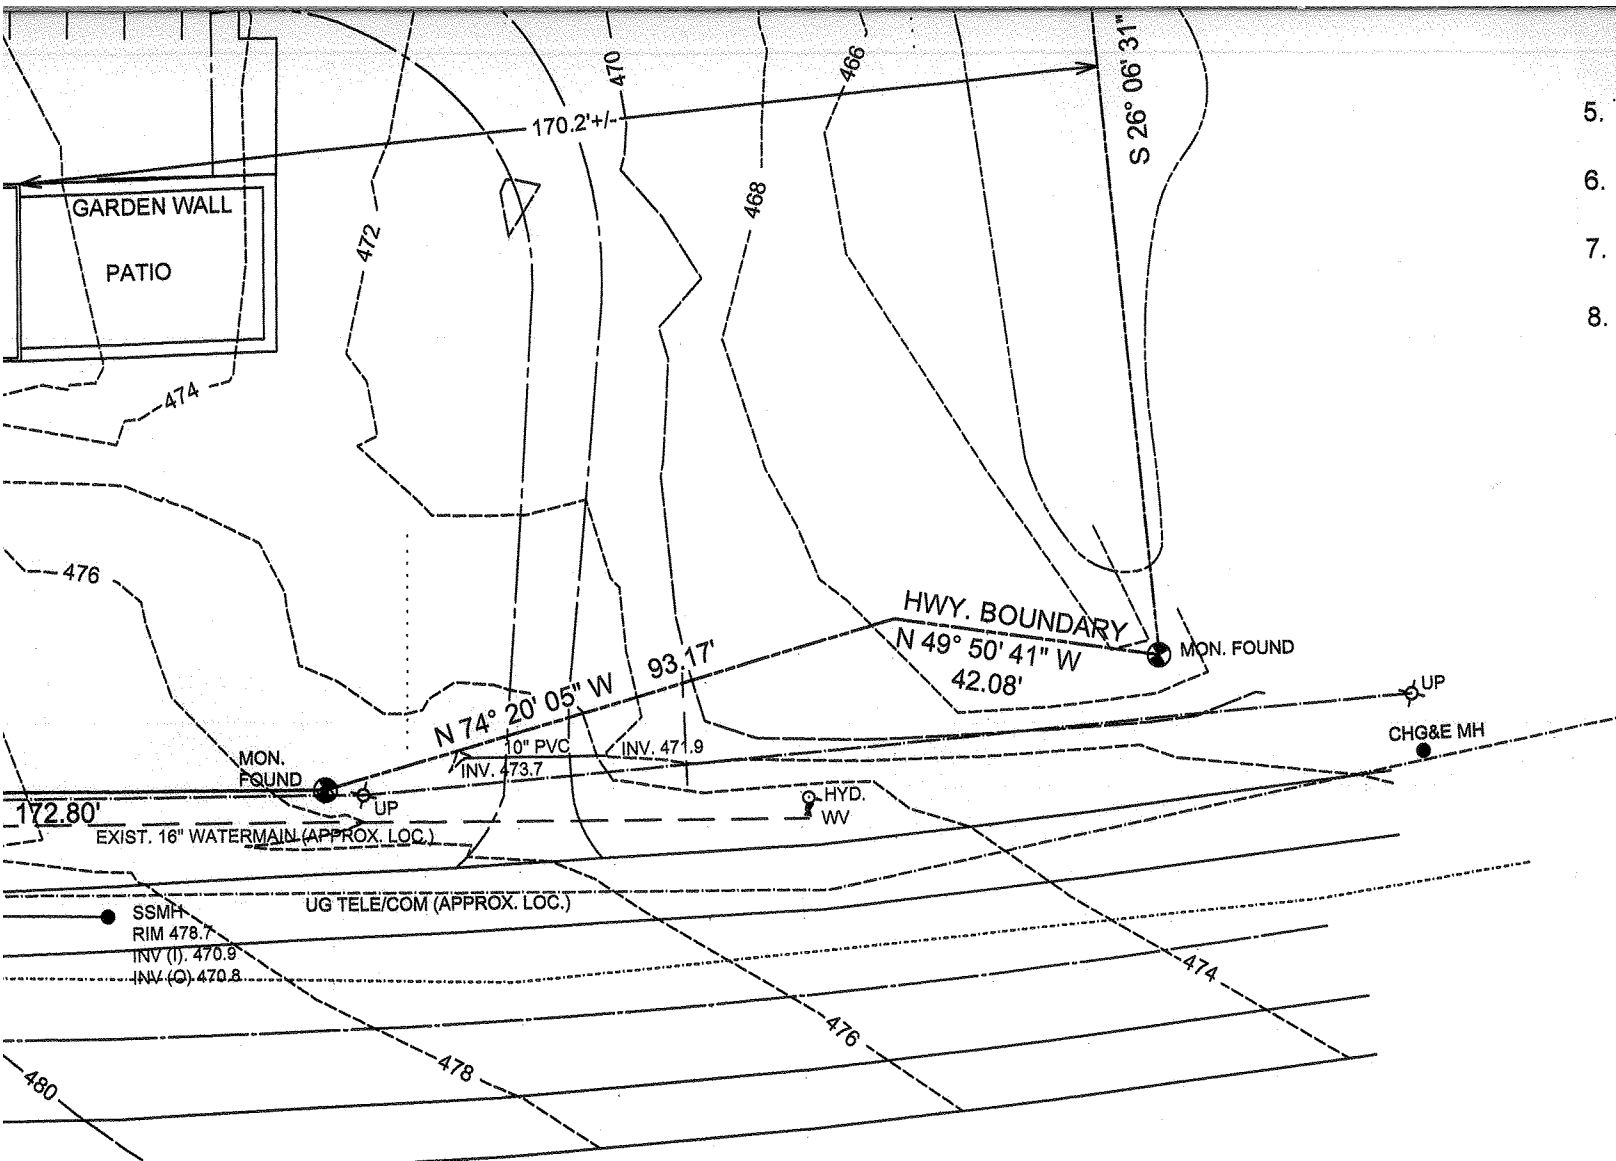 470
466
S 26° 06' 31"
5.
170.2'+/-
6.
468
GARDEN WALL
472
7.
PATIO
8.
474
476
HWY. BOUNDARY
N 49° 50' 41" W
42.08'
MON. FOUND
N 74° 20' 05" W 93.17'
UP
CHG&E MH
10" PVC
INV. 471.9
INV. 473.7
MON.
FOUND
UP
HYD.
WV
172.80'
EXIST. 16" WATERMAIN (APPROX. LOC.)
UG TELE/COM (APPROX. LOC.)
SSMH
RIM 478.7
INV (I). 470.9
INV (O) 470.8
474
476
478
480